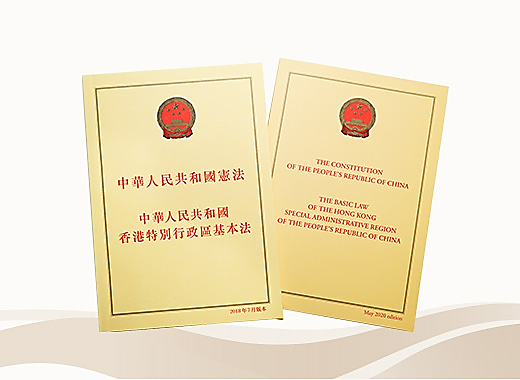 中華人民共和國憲法
中華人民共和國
香港特別行政區基本法
2018年7月版本
THE CONSTITUTION
OF THE PEOPLE'S REPUBLIC OF CHINA
THE BASIC LAW
OF THE HONG KONG
SPECIAL ADMINISTRATIVE REGION
OF THE PEOPLE'S REPUBLIC OF CHINA
May 2020 edition